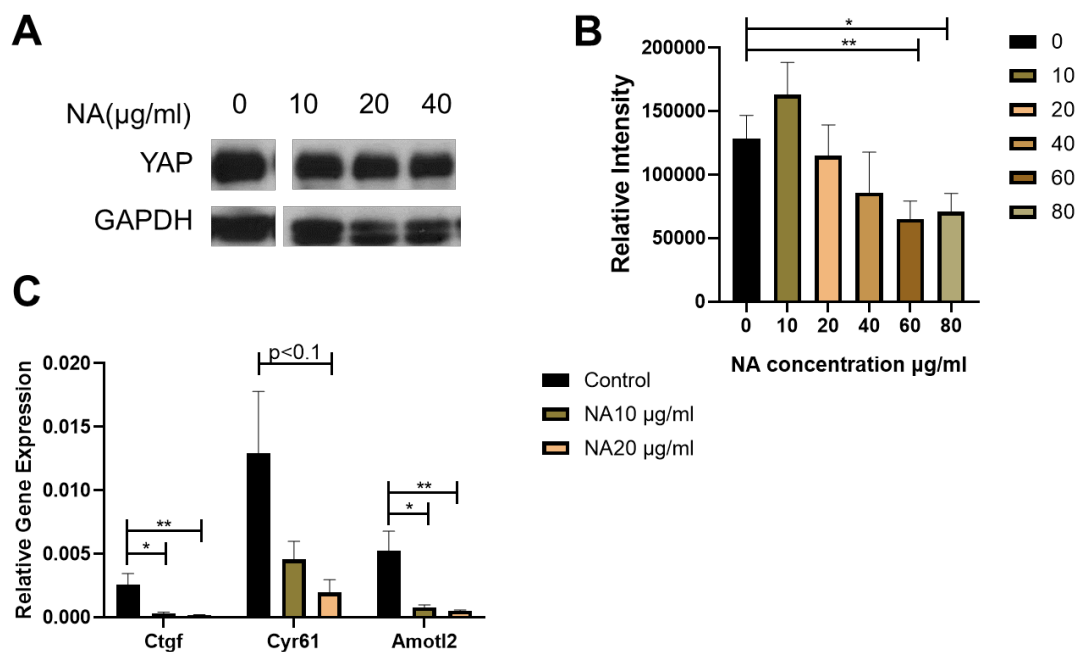 A
NA(µg/ml) 0 10 20 40
YAP
GAPDH
B
Relative Intensity
200000
150000
100000
50000
0
*
**
0 10 20 40 60 80
NA concentration µg/ml
0
10
20
40
60
80
C
Relative Gene Expression
0.020
0.015
0.010
0.005
0.000
p<0.1
**
*
**
*
Ctgf Cyr61 Amotl2
Control
NA10 µg/ml
NA20 µg/ml